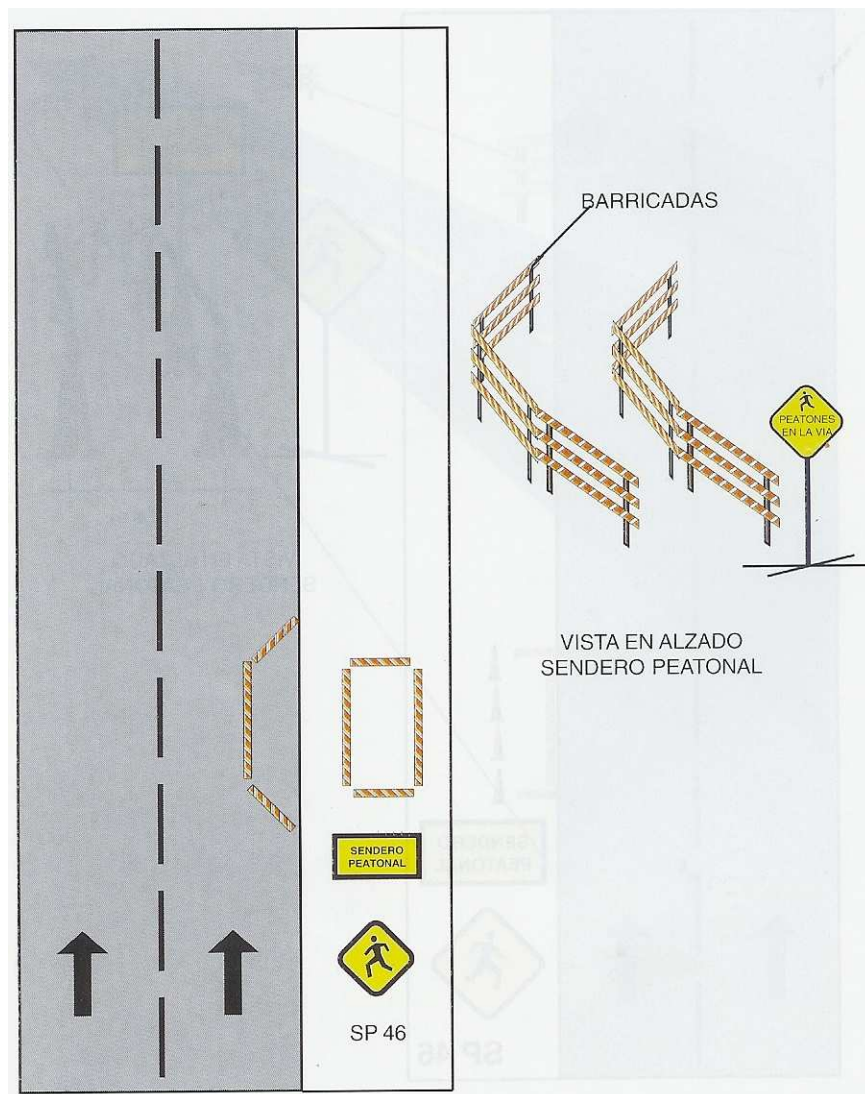 BARRICADAS
PEATONES
EN LA VIA
VISTA EN ALZADO
SENDERO PEATONAL
SENDERO
PEATONAL
SP 46